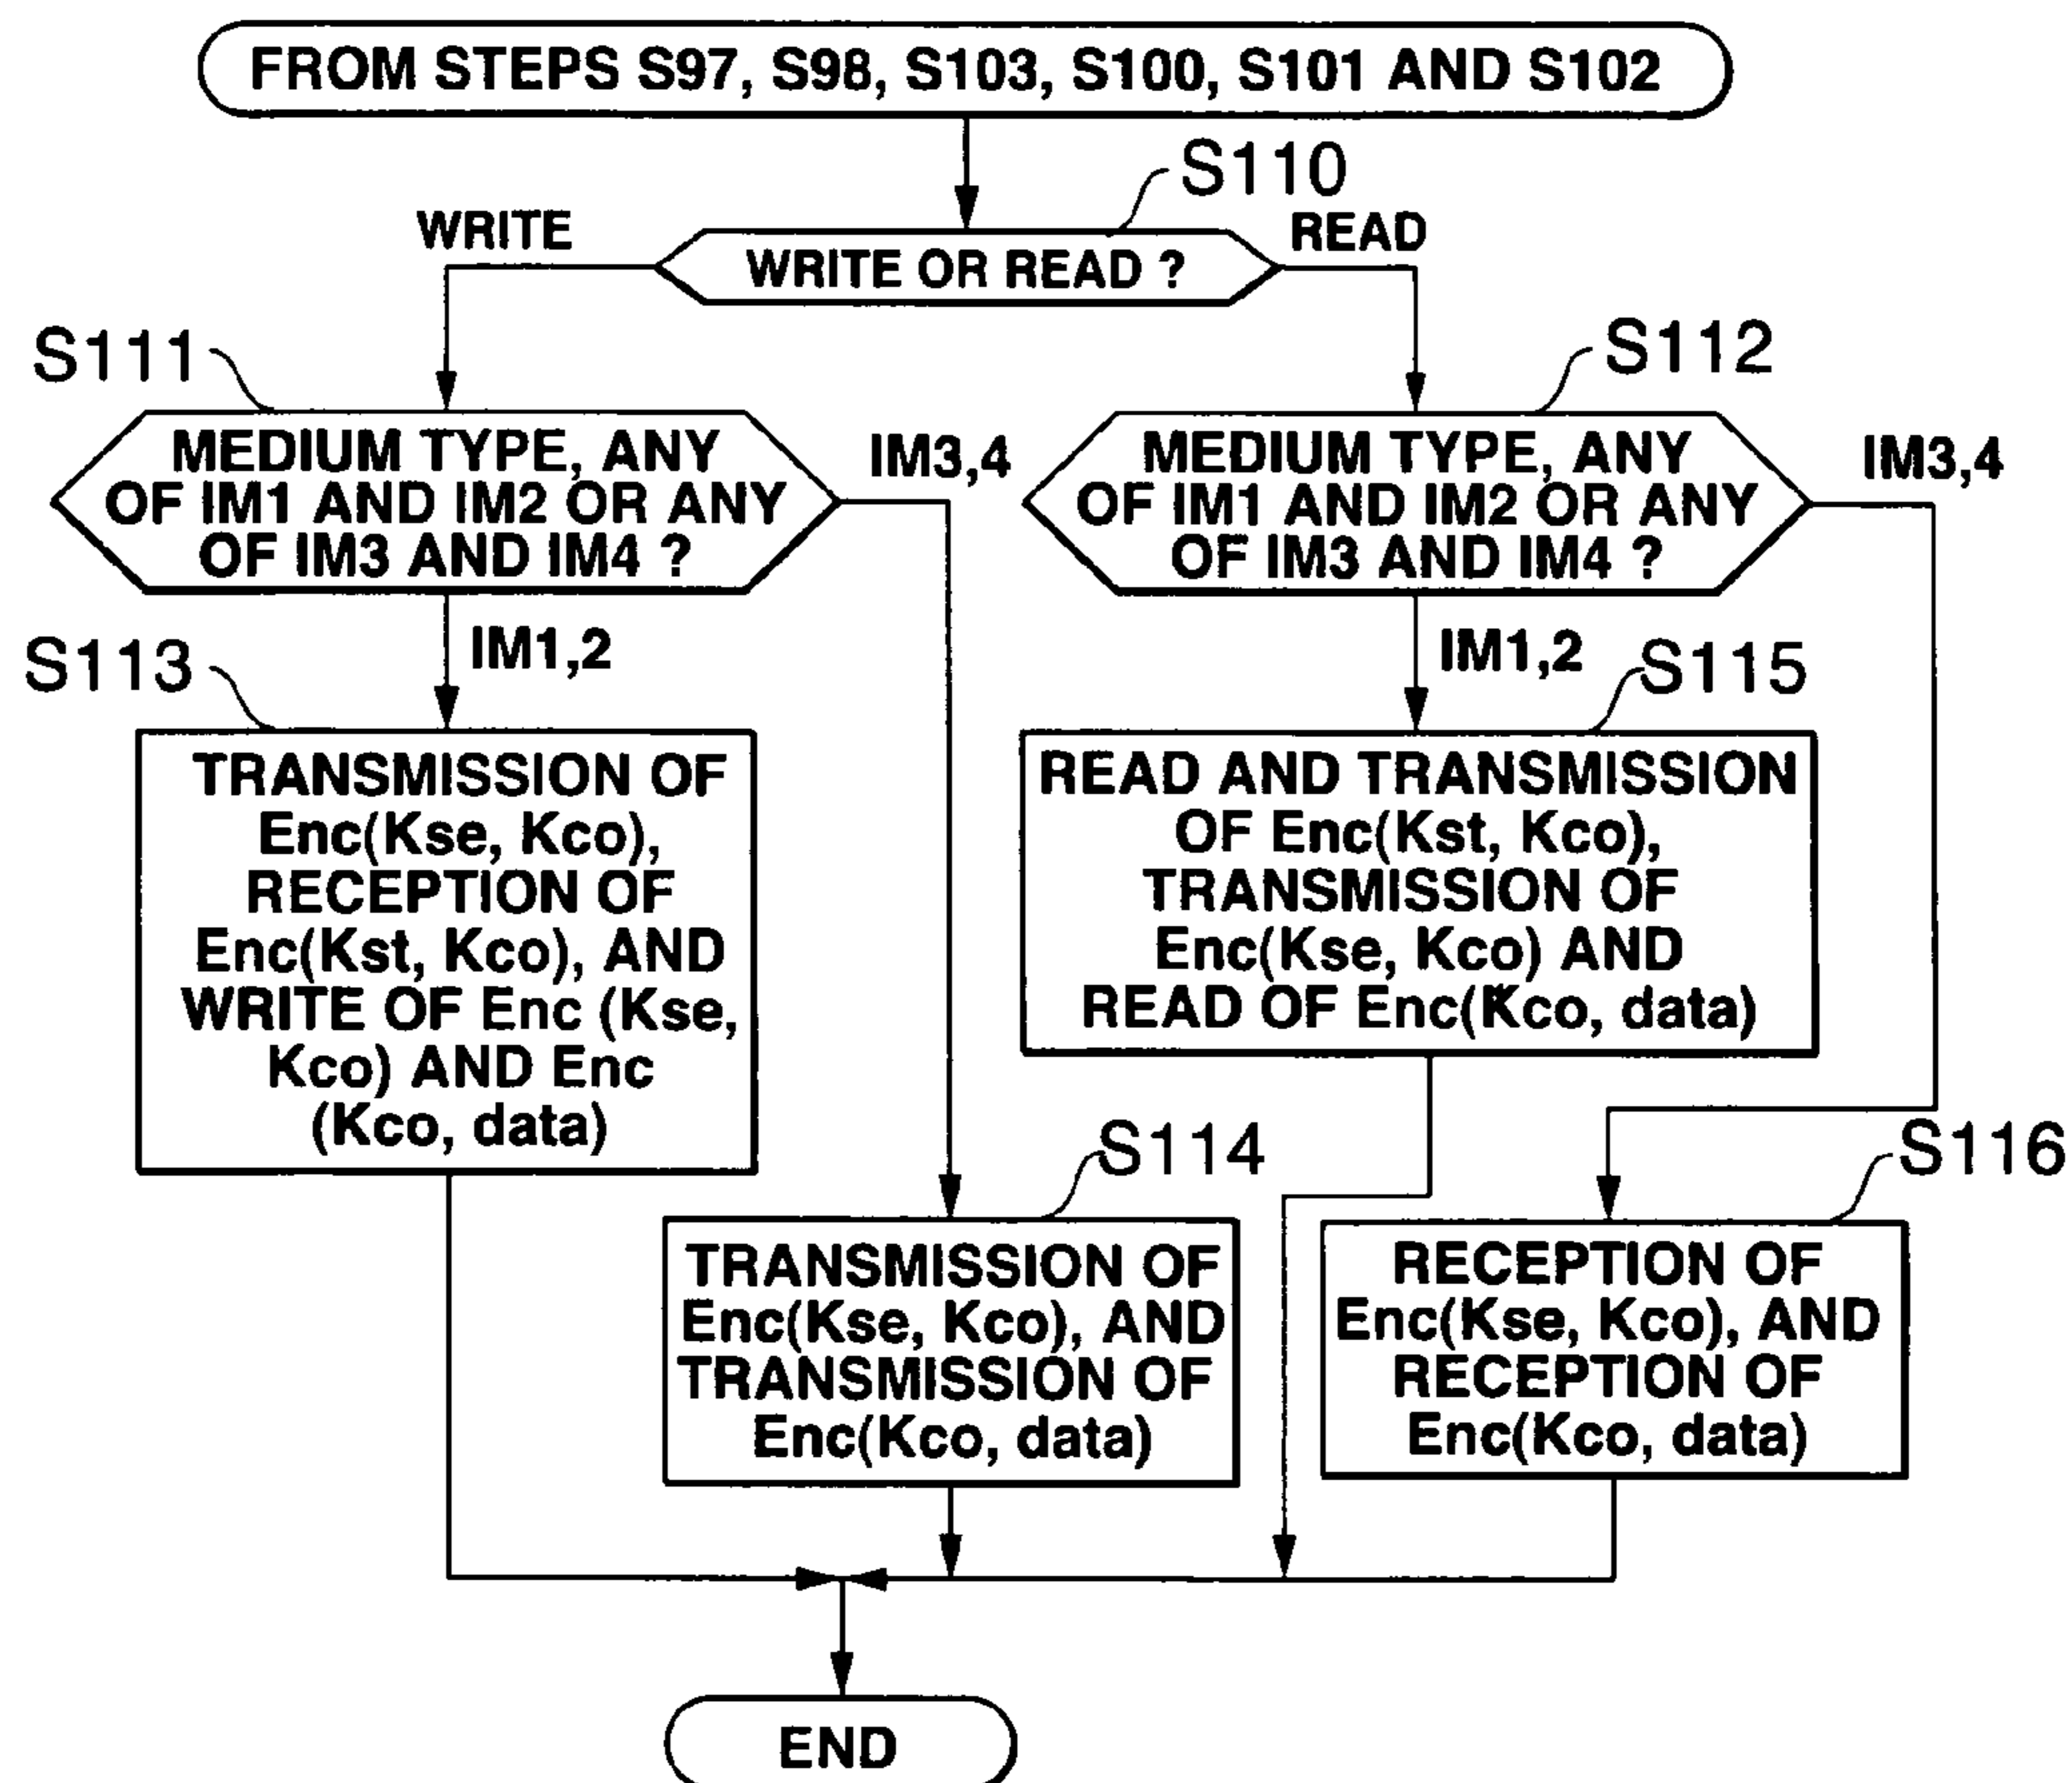 FROM STEPS S97, S98, S103, S100, S101 AND S102
S110
WRITE
READ
WRITE OR READ ?
S111
S112
MEDIUM TYPE, ANY
OF IM1 AND IM2 OR ANY
OF IM3 AND IM4 ?
IM3,4
MEDIUM TYPE, ANY
OF IM1 AND IM2 OR ANY
OF IM3 AND IM4 ?
IM3,4
S113
IM1,2
IM1,2
S115
TRANSMISSION OF
Enc(Kse, Kco),
RECEPTION OF
Enc(Kst, Kco), AND
WRITE OF Enc (Kse,
Kco) AND Enc
(Kco, data)
READ AND TRANSMISSION
OF Enc(Kst, Kco),
TRANSMISSION OF
Enc(Kse, Kco) AND
READ OF Enc(Kco, data)
S114
S116
TRANSMISSION OF
Enc(Kse, Kco), AND
TRANSMISSION OF
Enc(Kco, data)
RECEPTION OF
Enc(Kse, Kco), AND
RECEPTION OF
Enc(Kco, data)
END